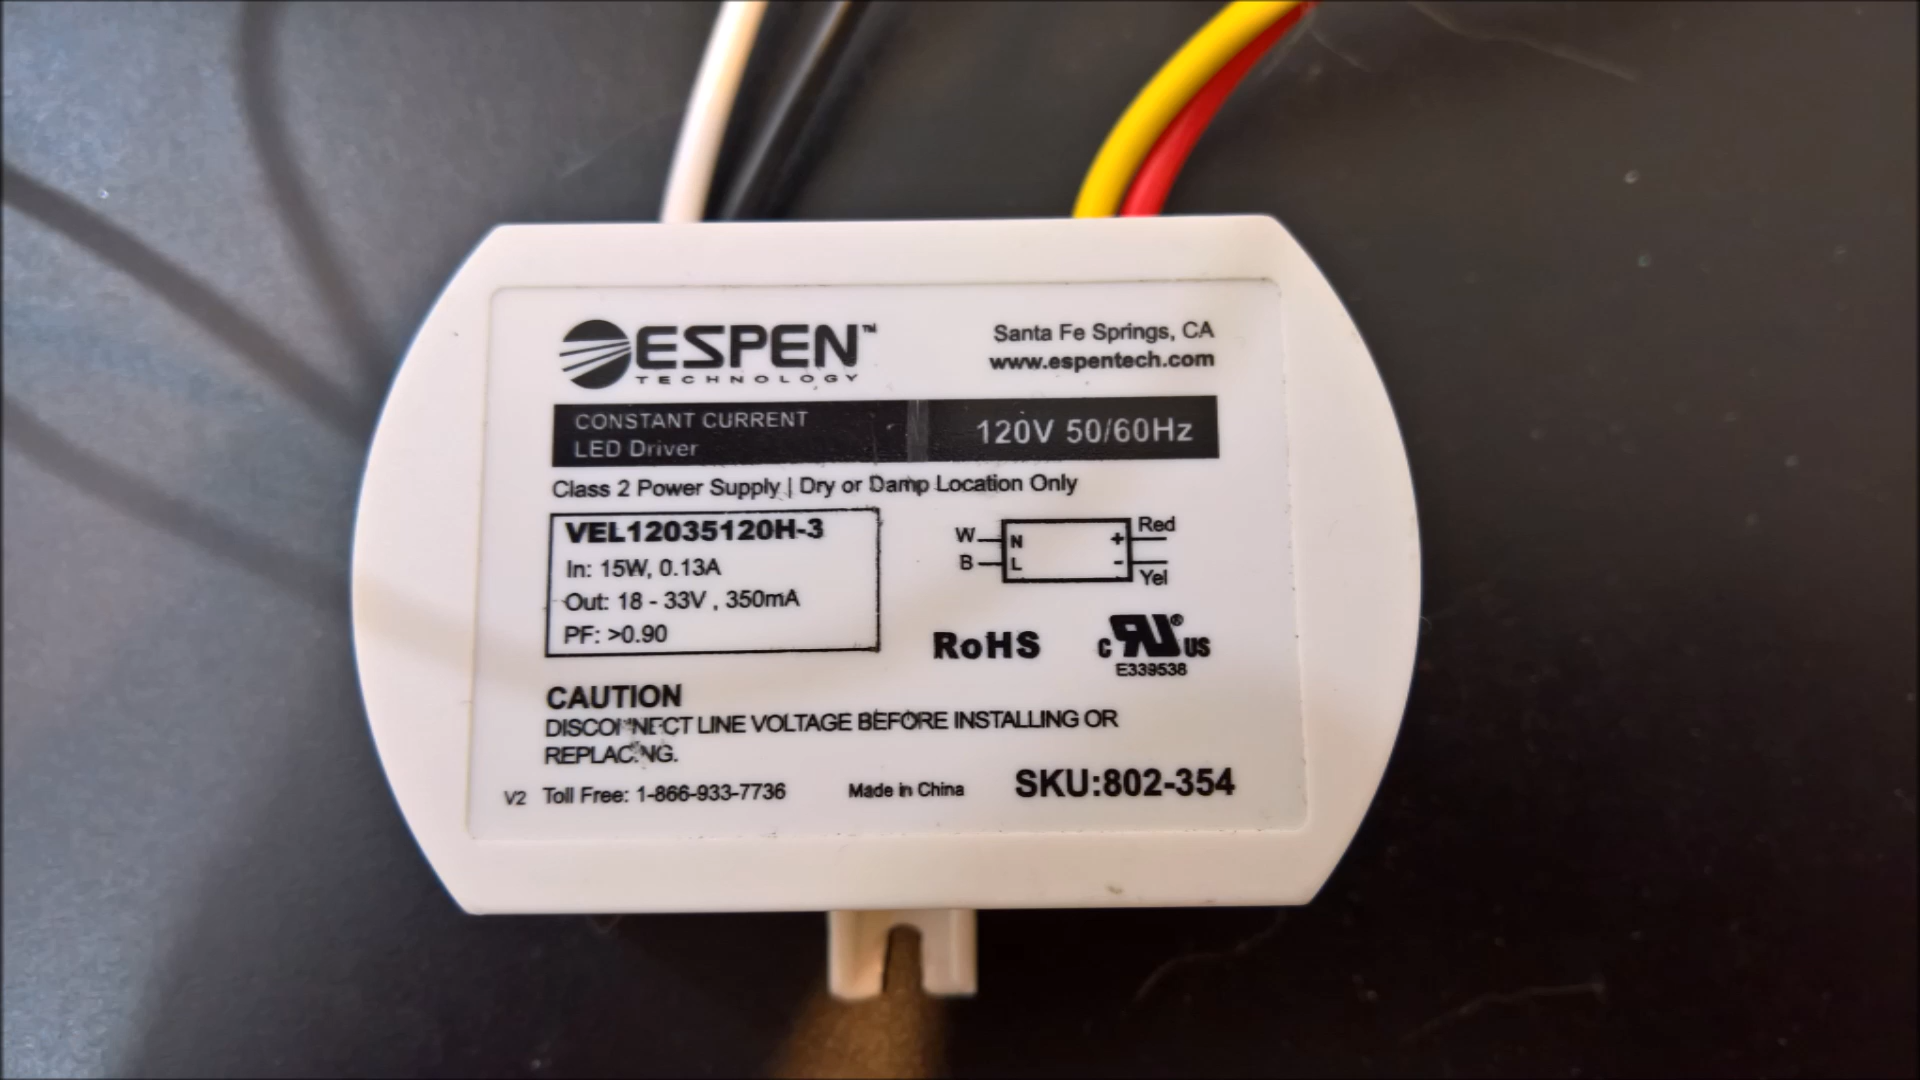 ESPEN™
TECHNOLOGY
Santa Fe Springs, CA
www.espentech.com
CONSTANT CURRENT
LED Driver
120V 50/60Hz
Class 2 Power Supply | Dry or Damp Location Only
VEL12035120H-3
In: 15W, 0.13A
Out: 18 - 33V , 350mA
PF: >0.90
W N + Red
B L - Yel
RoHS
c RU® US
E339538
CAUTION
DISCONNECT LINE VOLTAGE BEFORE INSTALLING OR
REPLACING.
V2 Toll Free: 1-866-933-7736
Made in China
SKU:802-354